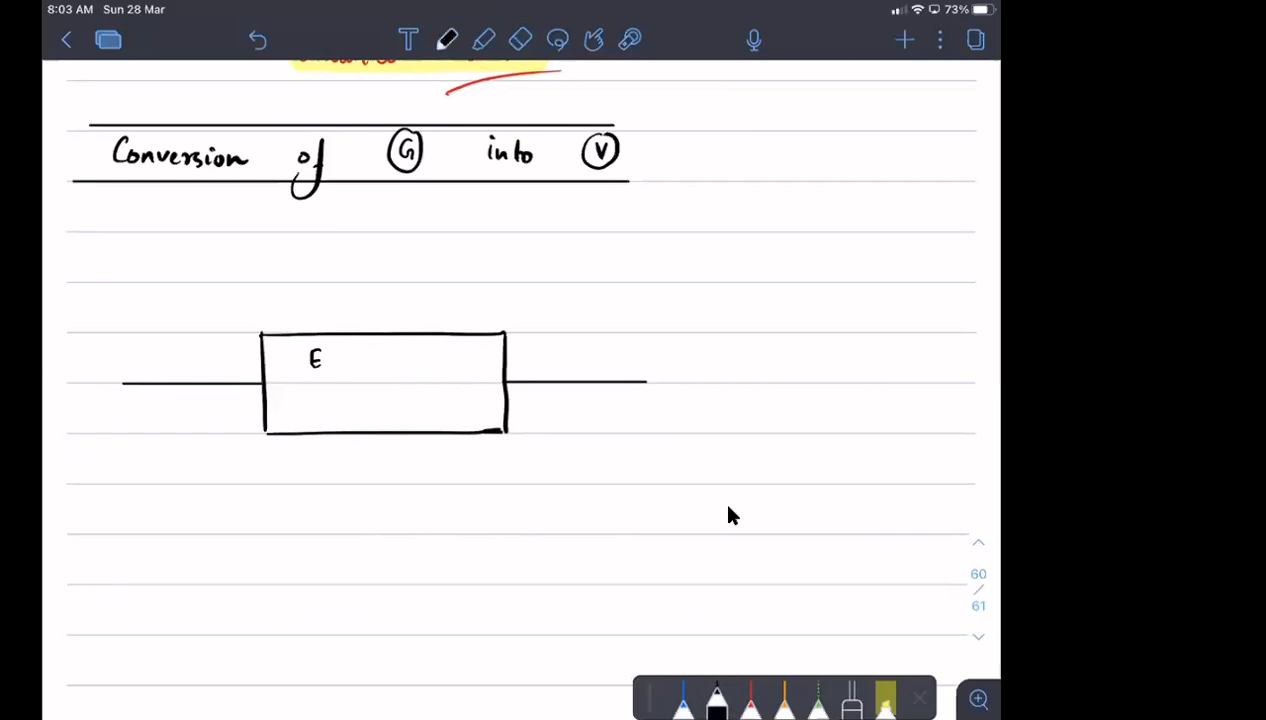 8:03 AM Sun 28 Mar
73%
T
Conversion of G into V
E
60
/
61